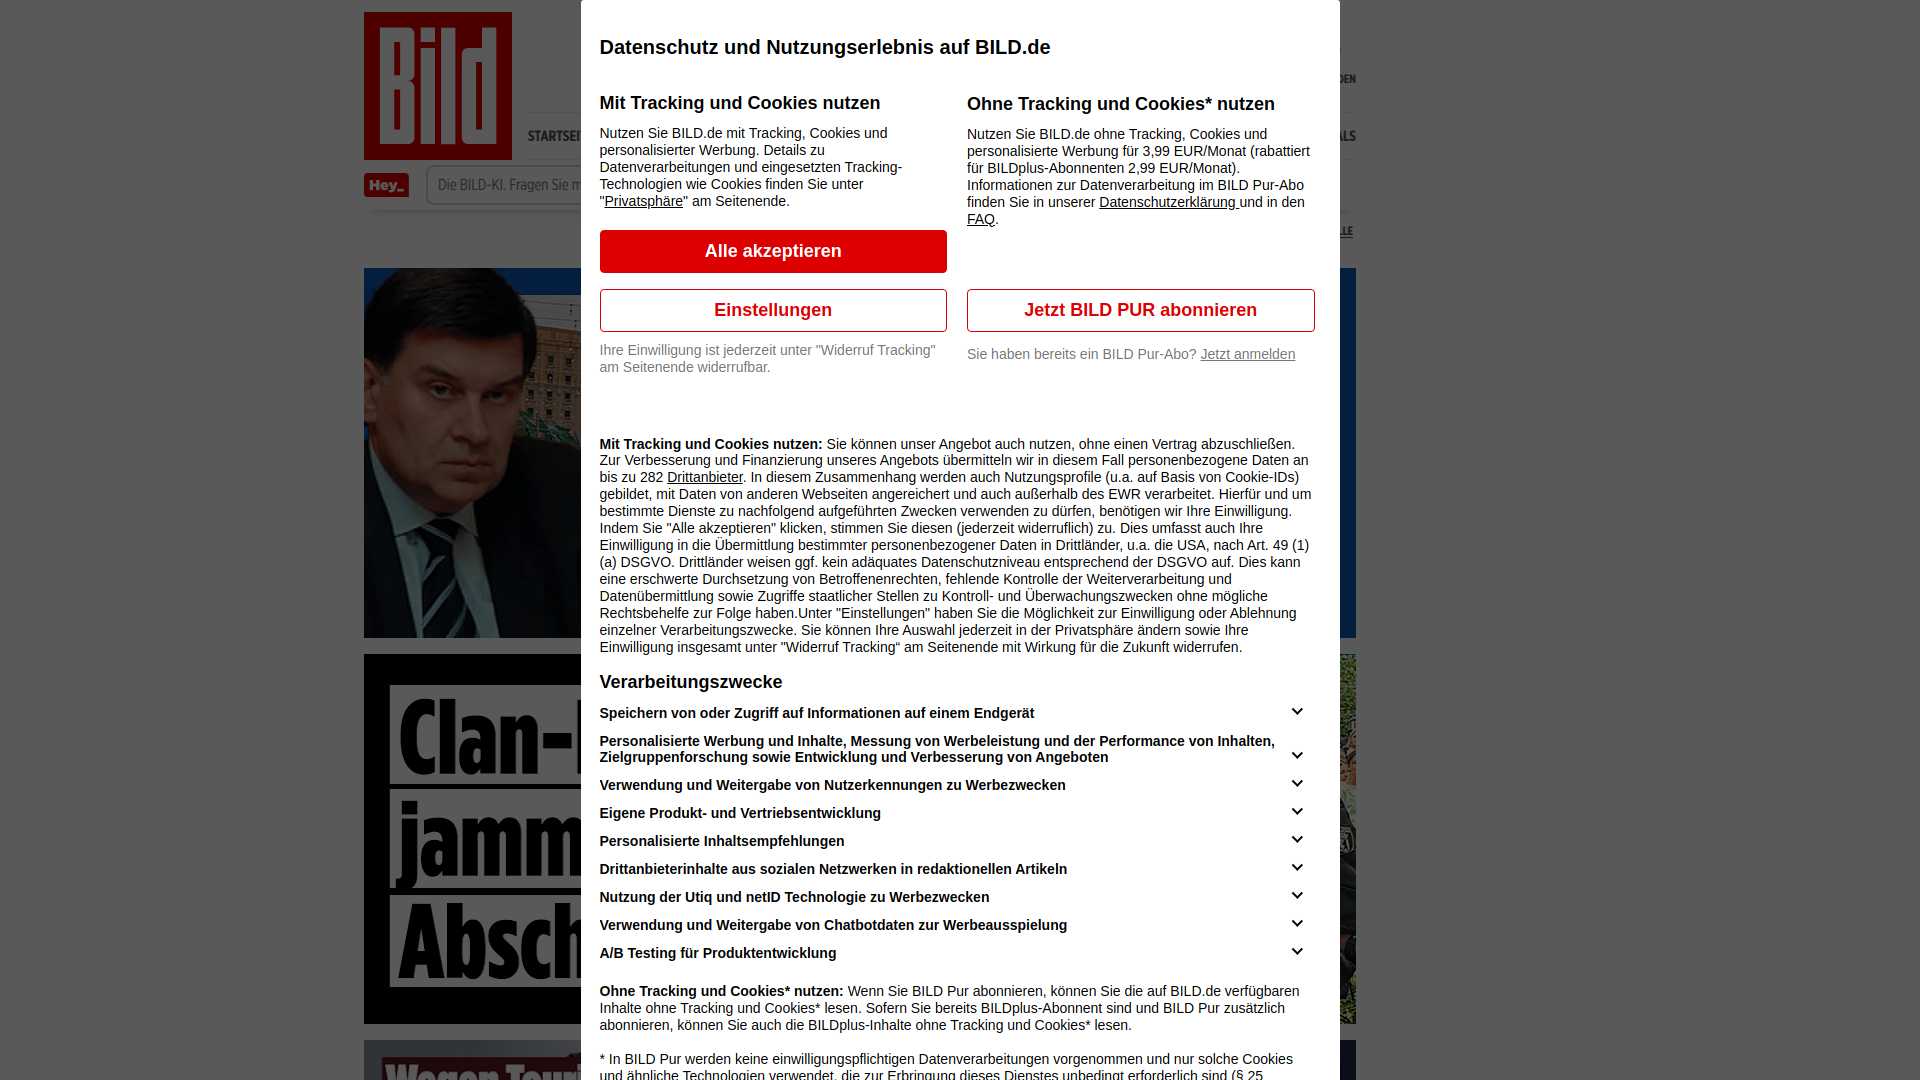 Bild
Datenschutz und Nutzungserlebnis auf BILD.de
Mit Tracking und Cookies nutzen
Nutzen Sie BILD.de mit Tracking, Cookies und
personalisierter Werbung. Details zu
Datenverarbeitungen und eingesetzten Tracking-
Technologien wie Cookies finden Sie unter
"Privatsphäre" am Seitenende.
Alle akzeptieren
Einstellungen
Ihre Einwilligung ist jederzeit unter "Widerruf Tracking"
am Seitenende widerrufbar.
Ohne Tracking und Cookies* nutzen
Nutzen Sie BILD.de ohne Tracking, Cookies und
personalisierte Werbung für 3,99 EUR/Monat (rabattiert
für BILDplus-Abonnenten 2,99 EUR/Monat).
Informationen zur Datenverarbeitung im BILD Pur-Abo
finden Sie in unserer Datenschutzerklärung und in den
FAQ.
Jetzt BILD PUR abonnieren
Sie haben bereits ein BILD Pur-Abo? Jetzt anmelden
Mit Tracking und Cookies nutzen: Sie können unser Angebot auch nutzen, ohne einen Vertrag abzuschließen.
Zur Verbesserung und Finanzierung unseres Angebots übermitteln wir in diesem Fall personenbezogene Daten an
bis zu 282 Drittanbieter. In diesem Zusammenhang werden auch Nutzungsprofile (u.a. auf Basis von Cookie-IDs)
gebildet, mit Daten von anderen Webseiten angereichert und auch außerhalb des EWR verarbeitet. Hierfür und um
bestimmte Dienste zu nachfolgend aufgeführten Zwecken verwenden zu dürfen, benötigen wir Ihre Einwilligung.
Indem Sie "Alle akzeptieren" klicken, stimmen Sie diesen (jederzeit widerruflich) zu. Dies umfasst auch Ihre
Einwilligung in die Übermittlung bestimmter personenbezogener Daten in Drittländer, u.a. die USA, nach Art. 49 (1)
(a) DSGVO. Drittländer weisen ggf. kein adäquates Datenschutzniveau entsprechend der DSGVO auf. Dies kann
eine erschwerte Durchsetzung von Betroffenenrechten, fehlende Kontrolle der Weiterverarbeitung und
Datenübermittlung sowie Zugriffe staatlicher Stellen zu Kontroll- und Überwachungszwecken ohne mögliche
Rechtsbehelfe zur Folge haben.Unter "Einstellungen" haben Sie die Möglichkeit zur Einwilligung oder Ablehnung
einzelner Verarbeitungszwecke. Sie können Ihre Auswahl jederzeit in der Privatsphäre ändern sowie Ihre
Einwilligung insgesamt unter "Widerruf Tracking“ am Seitenende mit Wirkung für die Zukunft widerrufen.
Verarbeitungszwecke
Speichern von oder Zugriff auf Informationen auf einem Endgerät
Personalisierte Werbung und Inhalte, Messung von Werbeleistung und der Performance von Inhalten,
Zielgruppenforschung sowie Entwicklung und Verbesserung von Angeboten
Verwendung und Weitergabe von Nutzerkennungen zu Werbezwecken
Eigene Produkt- und Vertriebsentwicklung
Personalisierte Inhaltsempfehlungen
Drittanbieterinhalte aus sozialen Netzwerken in redaktionellen Artikeln
Nutzung der Utiq und netID Technologie zu Werbezwecken
Verwendung und Weitergabe von Chatbotdaten zur Werbeausspielung
A/B Testing für Produktentwicklung
Ohne Tracking und Cookies* nutzen: Wenn Sie BILD Pur abonnieren, können Sie die auf BILD.de verfügbaren
Inhalte ohne Tracking und Cookies* lesen. Sofern Sie bereits BILDplus-Abonnent sind und BILD Pur zusätzlich
abonnieren, können Sie auch die BILDplus-Inhalte ohne Tracking und Cookies* lesen.
* In BILD Pur werden keine einwilligungspflichtigen Datenverarbeitungen vorgenommen und nur solche Cookies
und ähnliche Technologien verwendet, die zur Erbringung dieses Dienstes unbedingt erforderlich sind (§ 25
STARTSEI
ALS
DEN
Hey_
Die BILD-KI. Fragen Sie m
LLE
Clan-
jamm
Absch
Wegen Touri